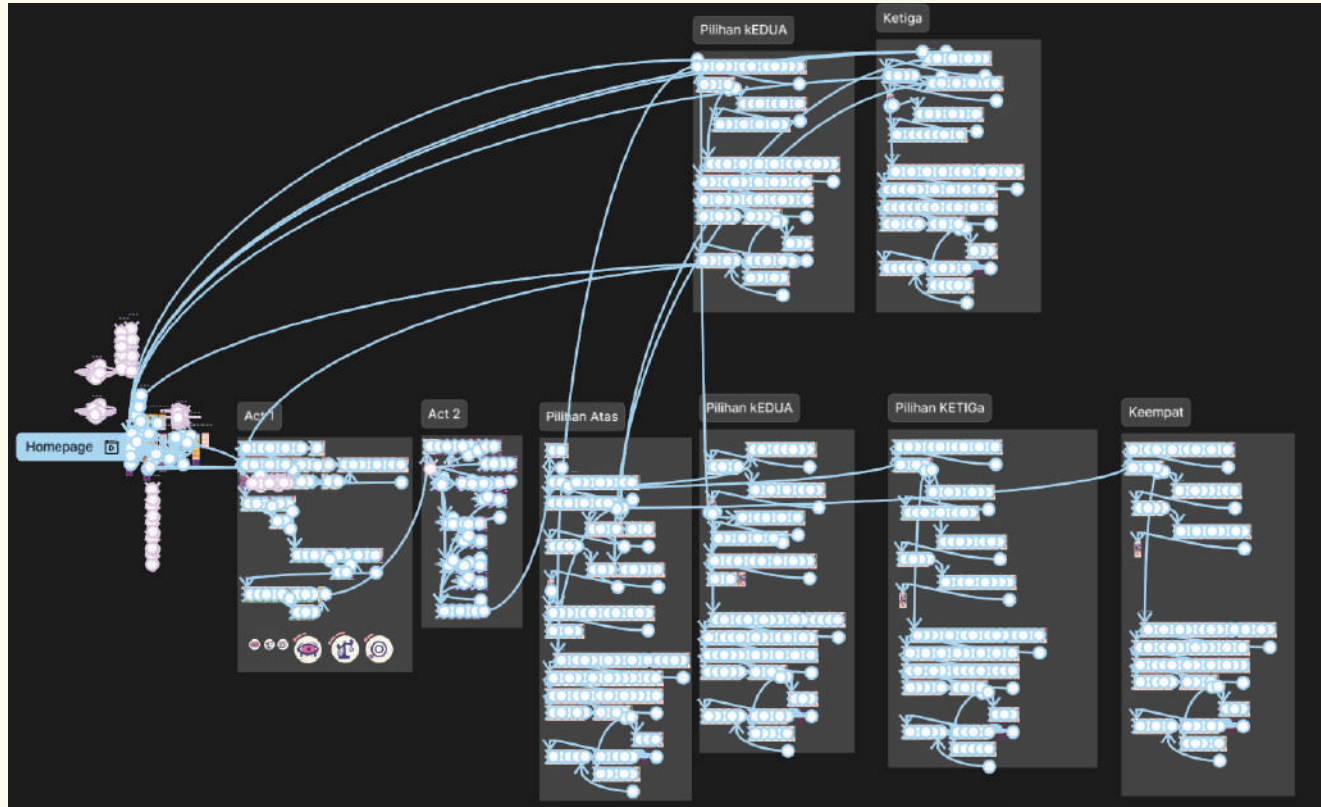 Pilihan kEDUA
Ketiga
Homepage
Act 1
Act 2
Pilihan Atas
Pilihan kEDUA
Pilihan KETIGa
Keempat